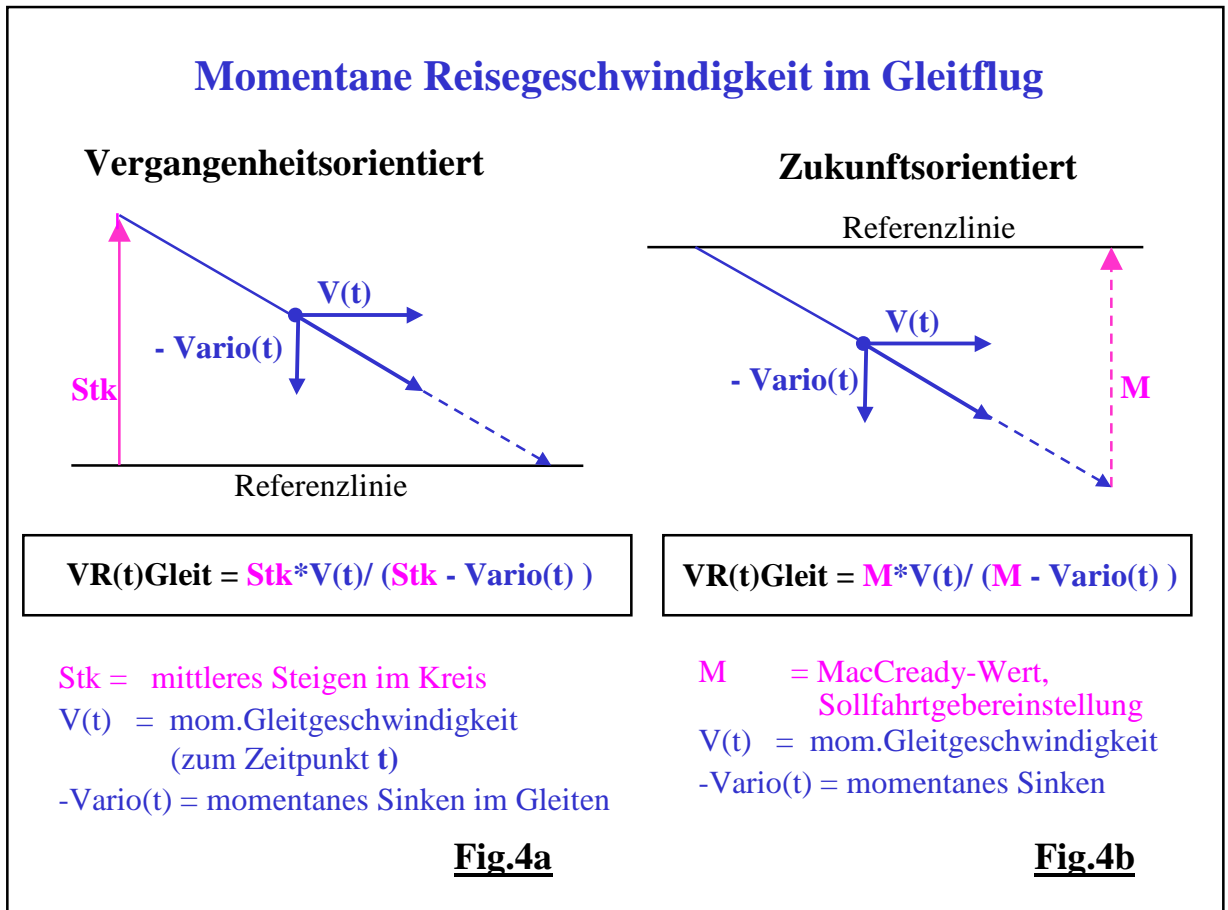 Momentane Reisegeschwindigkeit im Gleitflug
Vergangenheitsorientiert
V(t)
- Vario(t)
Stk
Referenzlinie
VR(t)Gleit = Stk*V(t)/ (Stk - Vario(t) )
Stk = mittleres Steigen im Kreis
V(t) = mom.Gleitgeschwindigkeit
(zum Zeitpunkt t)
-Vario(t) = momentanes Sinken im Gleiten
Fig.4a
Zukunftsorientiert
Referenzlinie
V(t)
- Vario(t)
M
VR(t)Gleit = M*V(t)/ (M - Vario(t) )
M = MacCready-Wert,
Sollfahrtgebereinstellung
V(t) = mom.Gleitgeschwindigkeit
-Vario(t) = momentanes Sinken
Fig.4b